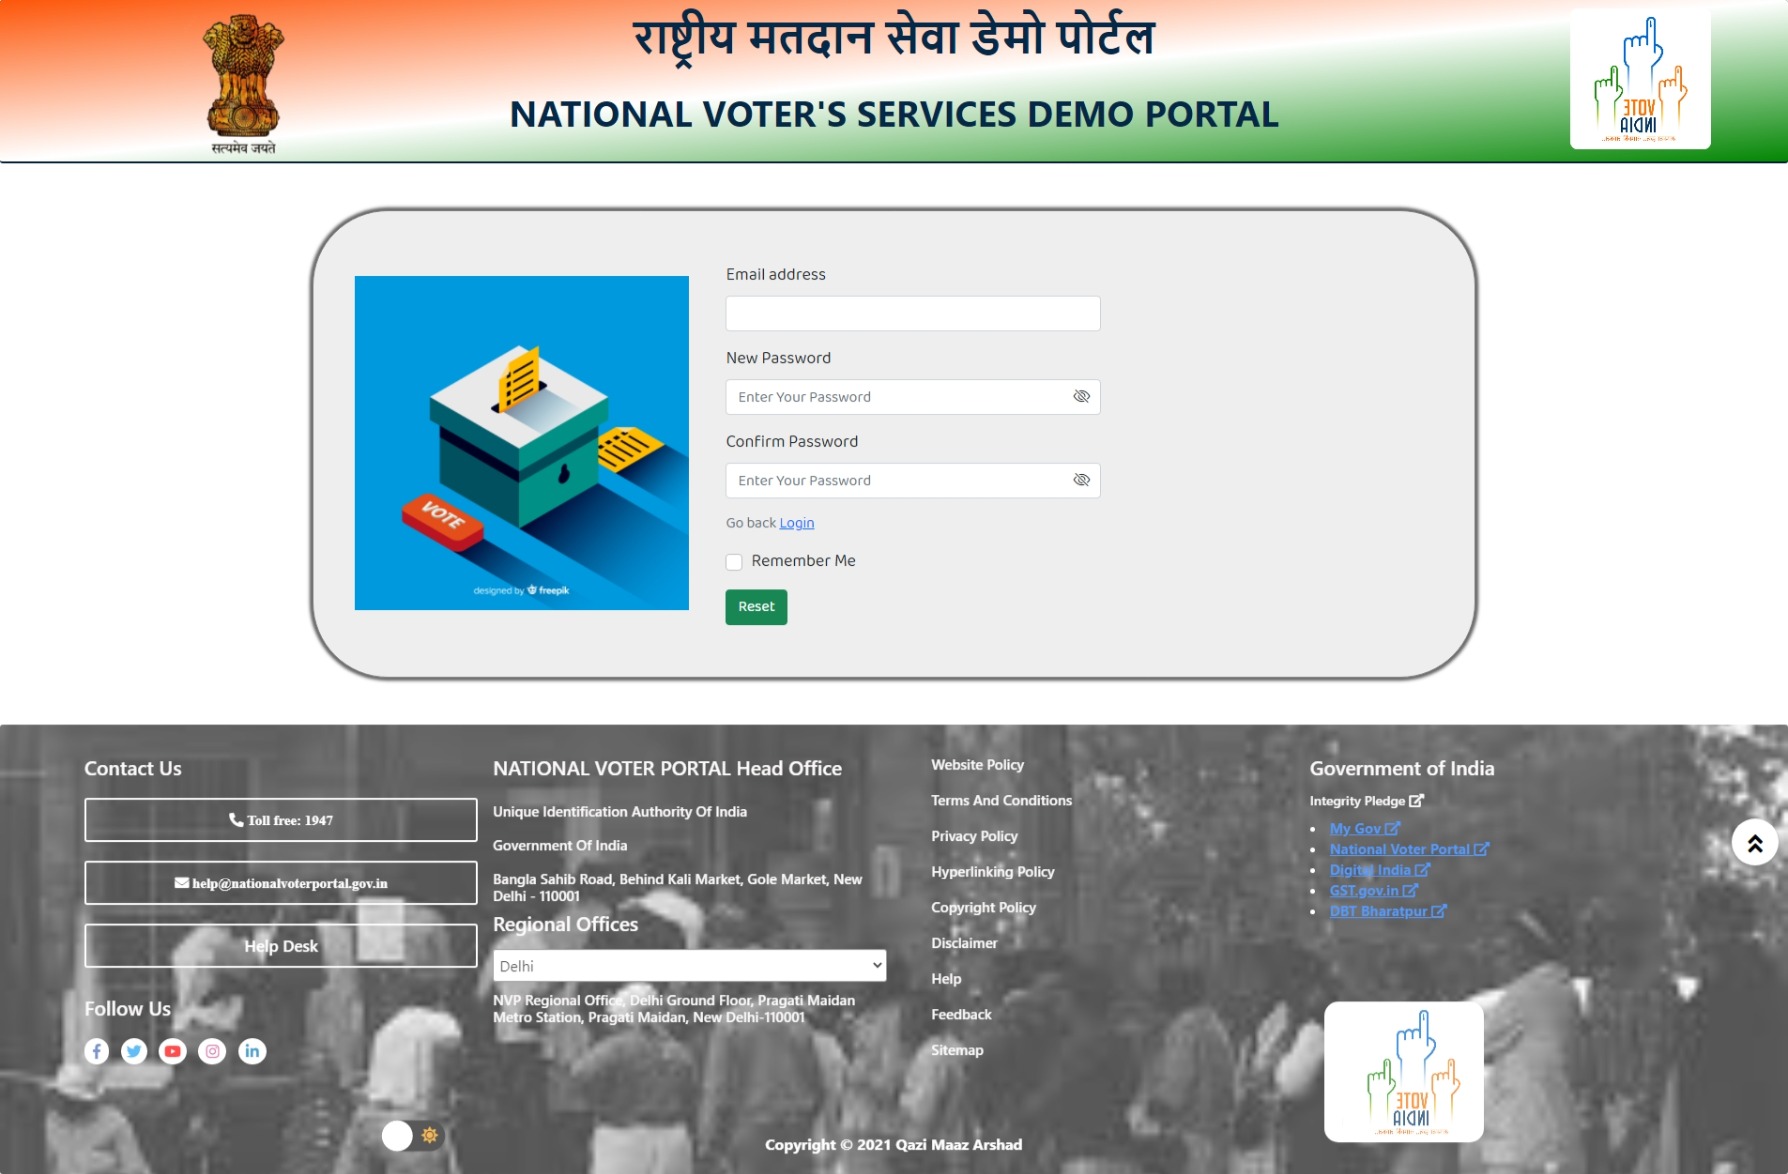 राष्ट्रीय मतदान सेवा डेमो पोर्टल
NATIONAL VOTER'S SERVICES DEMO PORTAL
सत्यमेव जयते
VOTE
INDIA
Email address
New Password
Enter Your Password
Confirm Password
Enter Your Password
Go back Login
Remember Me
Reset
VOTE
designed by freepik
Contact Us
Toll free: 1947
help@nationalvoterportal.gov.in
Help Desk
Follow Us
NATIONAL VOTER PORTAL Head Office
Unique Identification Authority Of India
Government Of India
Bangla Sahib Road, Behind Kali Market, Gole Market, New
Delhi - 110001
Regional Offices
Delhi
NVP Regional Office, Delhi Ground Floor, Pragati Maidan
Metro Station, Pragati Maidan, New Delhi-110001
Website Policy
Terms And Conditions
Privacy Policy
Hyperlinking Policy
Copyright Policy
Disclaimer
Help
Feedback
Sitemap
Government of India
Integrity Pledge
My Gov
National Voter Portal
Digital India
GST.gov.in
DBT Bharatpur
VOTE
INDIA
Copyright © 2021 Qazi Maaz Arshad